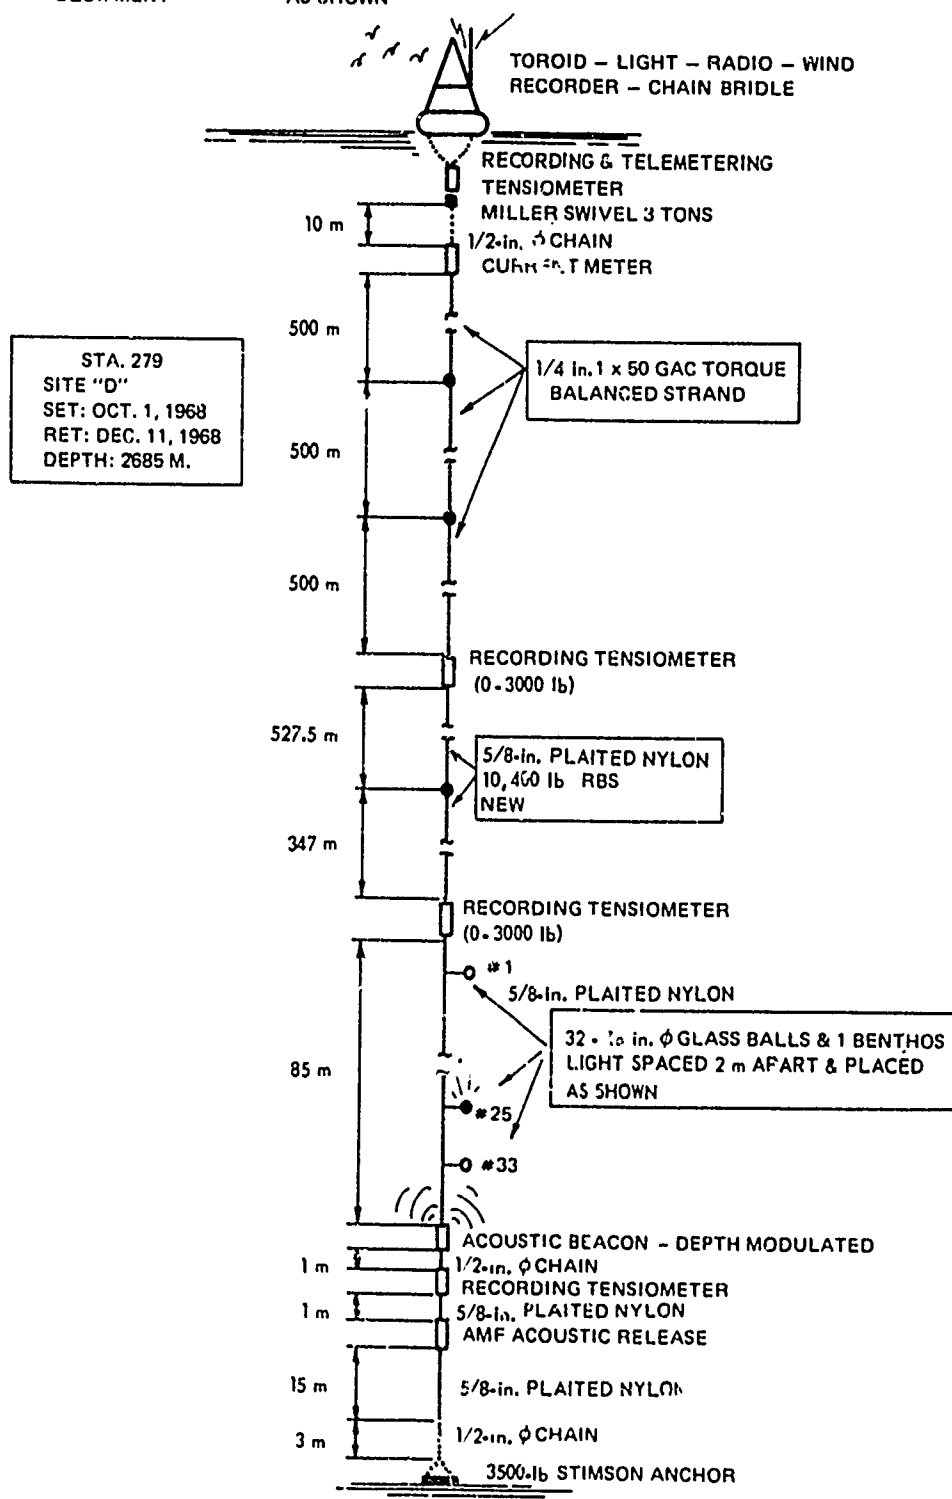 AS SHOWN
TOROID – LIGHT – RADIO – WIND
RECORDER – CHAIN BRIDLE
RECORDING & TELEMETERING
TENSIOMETER
MILLER SWIVEL 3 TONS
10 m
1/2-in. ϕ CHAIN
METER
500 m
1/4 in. 1 x 50 GAC TORQUE
BALANCED STRAND
STA. 279
SITE "D"
SET: OCT. 1, 1968
RET: DEC. 11, 1968
DEPTH: 2685 M.
500 m
500 m
RECORDING TENSIOMETER
(0-3000 lb)
527.5 m
5/8-in. PLAITED NYLON
10,400 lb RBS
NEW
347 m
RECORDING TENSIOMETER
(0-3000 lb)
#1
5/8-in. PLAITED NYLON
32 - in. ϕ GLASS BALLS & 1 BENTHOS
LIGHT SPACED 2 m APART & PLACED
AS SHOWN
85 m
#25
#33
ACOUSTIC BEACON – DEPTH MODULATED
1 m
1/2-in. ϕ CHAIN
RECORDING TENSIOMETER
1 m
5/8-in. PLAITED NYLON
AMF ACOUSTIC RELEASE
15 m
5/8-in. PLAITED NYLON
3 m
1/2-in. ϕ CHAIN
3500-lb STIMSON ANCHOR